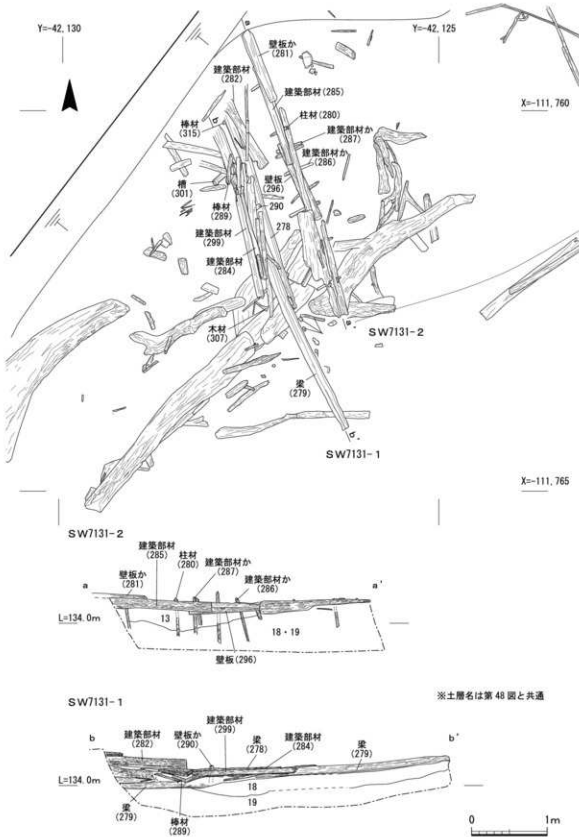 Y=-42, 130
Y=-42, 125
X=-111, 760
壁板か
(281)
建築部材
(282)
建築部材(285)
柱材(280)
棒材
(315)
b
建築部材か
(287)
建築部材か
(286)
壁板
(296)
槽
(301)
290
棒材
(289)
278
建築部材
(299)
建築部材
(284)
木材
(307)
SW7131-2
梁
(279)
b'
SW7131-1
X=-111, 765
SW7131-2
建築部材
(285)
柱材
(280)
建築部材か
(287)
建築部材か
(286)
a
壁板か
(281)
a'
L=134.0m
13
18・19
壁板(296)
SW7131-1
※土層名は第 48 図と共通
b
建築部材
(282)
壁板か
(290)
建築部材
(299)
梁
(278)
建築部材
(284)
梁
(279)
b'
L=134.0m
18
19
梁
(279)
棒材
(289)
0
1m